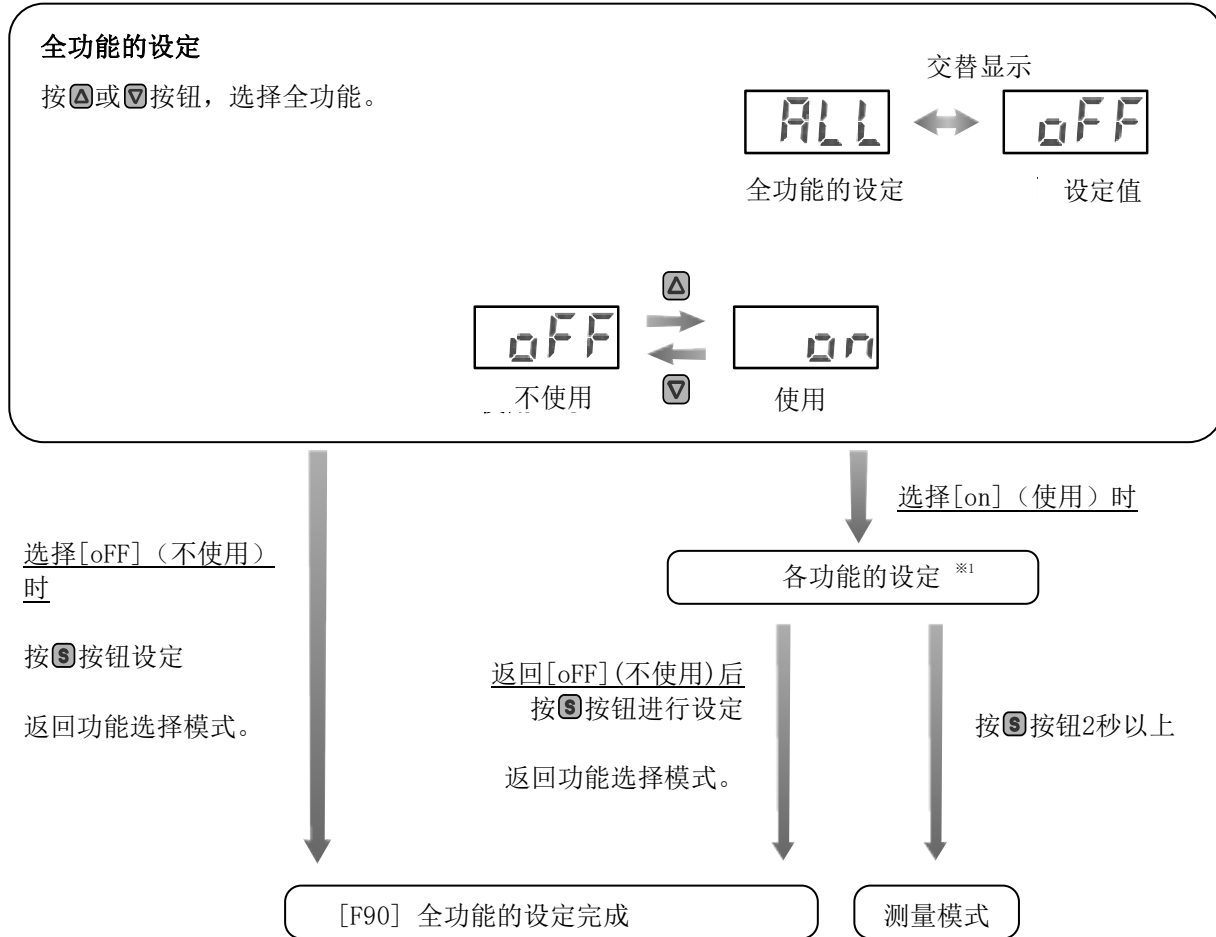 全功能的设定
按△或▽按钮，选择全功能。
交替显示
ALL
oFF
全功能的设定
设定值
△
oFF
on
▽
不使用
使用
选择[on]（使用）时
选择[oFF]（不使用）
时
各功能的设定 ※1
按S按钮设定
返回[oFF](不使用)后
按S按钮进行设定
返回功能选择模式。
按S按钮2秒以上
返回功能选择模式。
[F90] 全功能的设定完成
测量模式